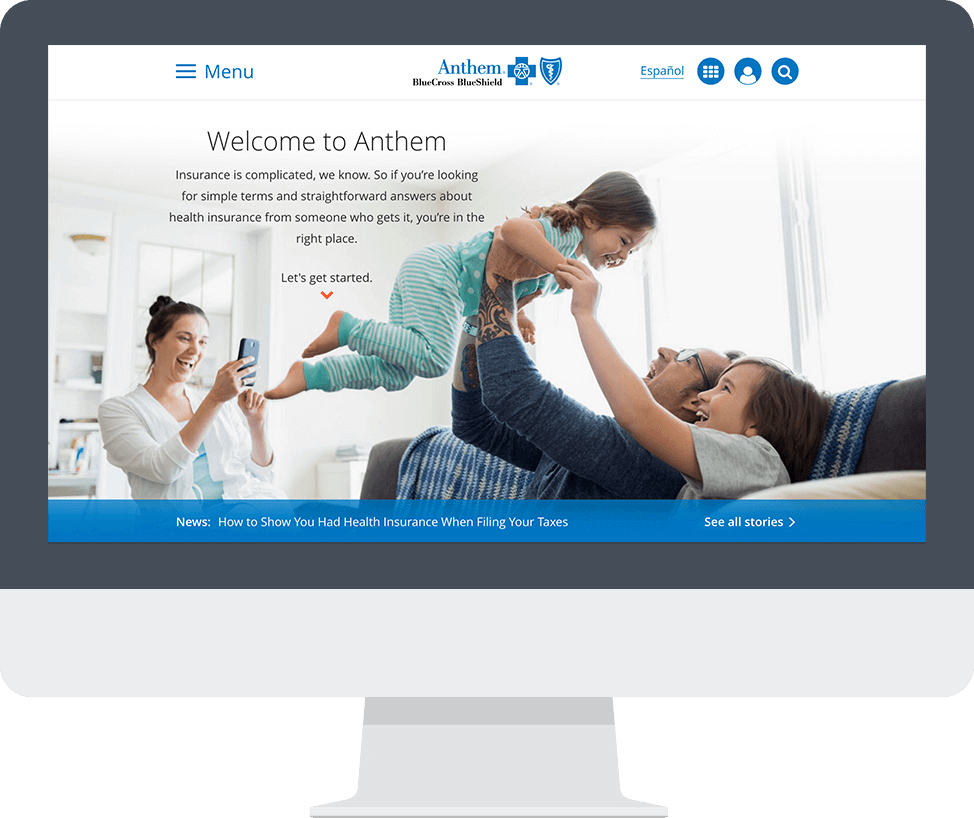 Menu
Anthem
BlueCross BlueShield
Español
Welcome to Anthem
Insurance is complicated, we know. So if you’re looking
for simple terms and straightforward answers about
health insurance from someone who gets it, you’re in the
right place.
Let's get started.
News: How to Show You Had Health Insurance When Filing Your Taxes
See all stories